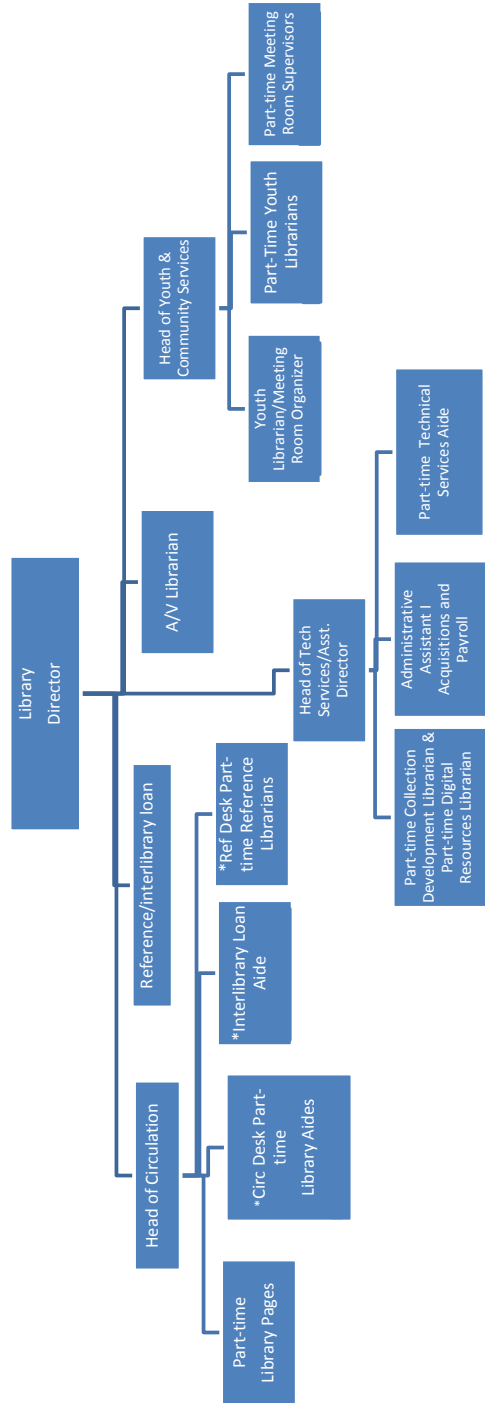 Library
Director
Head of Circulation
Reference/interlibrary loan
A/V Librarian
Head of Youth &
Community Services
Part-time
Library Pages
*Circ Desk Part-
time
Library Aides
*Interlibrary Loan
Aide
*Ref Desk Part-
time Reference
Librarians
Head of Tech
Services/Asst.
Director
Youth
Librarian/Meeting
Room Organizer
Part-Time Youth
Librarians
Part-time Meeting
Room Supervisors
Part-time Collection
Development Librarian &
Part-time Digital
Resources Librarian
Administrative
Assistant I
Acquisitions and
Payroll
Part-time Technical
Services Aide